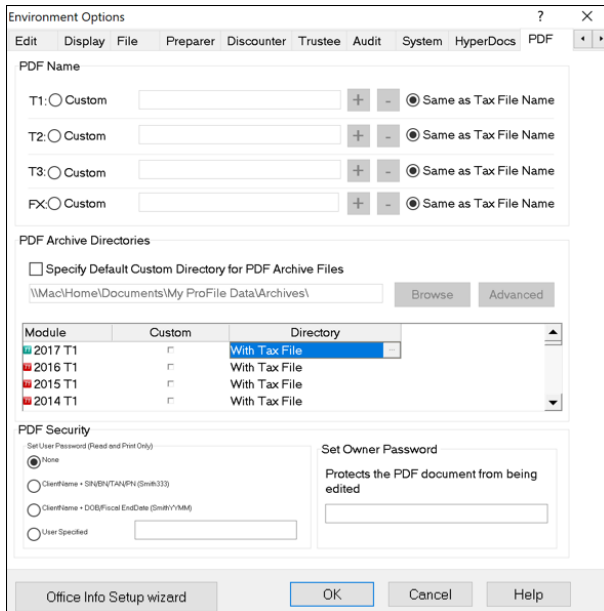 Environment Options ? X
Edit Display File Preparer Discounter Trustee Audit System HyperDocs PDF
PDF Name
T1: Custom + - Same as Tax File Name
T2: Custom + - Same as Tax File Name
T3: Custom + - Same as Tax File Name
FX: Custom + - Same as Tax File Name
PDF Archive Directories
Specify Default Custom Directory for PDF Archive Files
\\Mac\Home\Documents\My ProFile Data\Archives\ Browse Advanced
Module Custom Directory
2017 T1 With Tax File ...
2016 T1 With Tax File
2015 T1 With Tax File
2014 T1 With Tax File
PDF Security
Set User Password (Read and Print Only)
None
ClientName + SIN/BN/TAN/PN (Smith333)
ClientName + DOB/Fiscal EndDate (SmithYYMM)
User Specified
Set Owner Password
Protects the PDF document from being
edited
Office Info Setup wizard OK Cancel Help